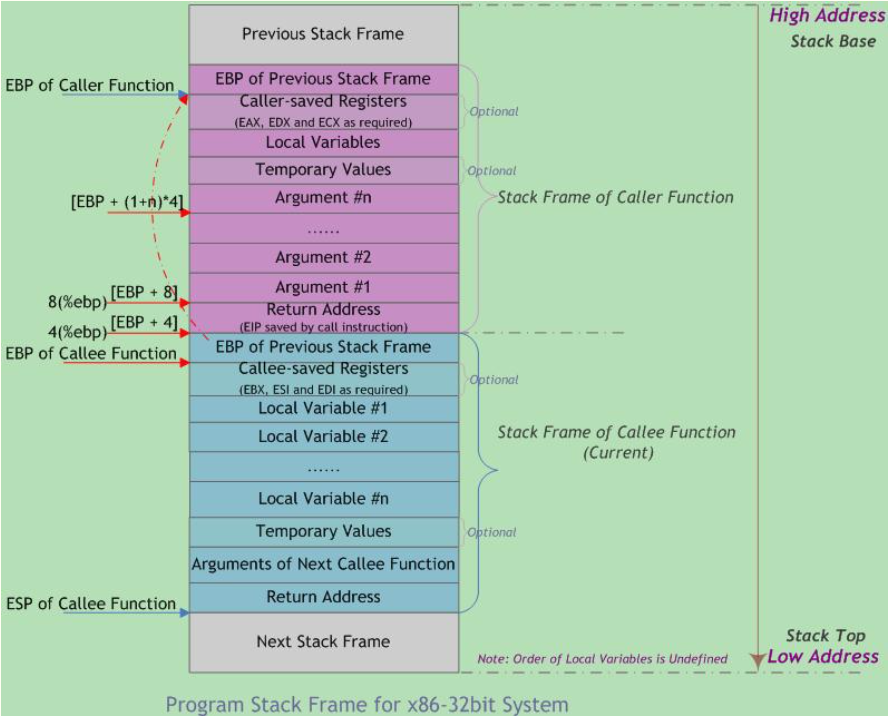 High Address
Stack Base
Previous Stack Frame
EBP of Caller Function
EBP of Previous Stack Frame
Caller-saved Registers
(EAX, EDX and ECX as required)
Optional
Local Variables
Temporary Values
Optional
Stack Frame of Caller Function
[EBP + (1+n)*4]
Argument #n
......
Argument #2
Argument #1
8(%ebp)
[EBP + 8]
Return Address
(EIP saved by call instruction)
4(%ebp)
[EBP + 4]
EBP of Previous Stack Frame
EBP of Callee Function
Callee-saved Registers
(EBX, ESI and EDI as required)
Optional
Local Variable #1
Local Variable #2
Stack Frame of Callee Function
(Current)
......
Local Variable #n
Temporary Values
Optional
Arguments of Next Callee Function
Return Address
ESP of Callee Function
Next Stack Frame
Stack Top
Low Address
Note: Order of Local Variables is Undefined
Program Stack Frame for x86-32bit System